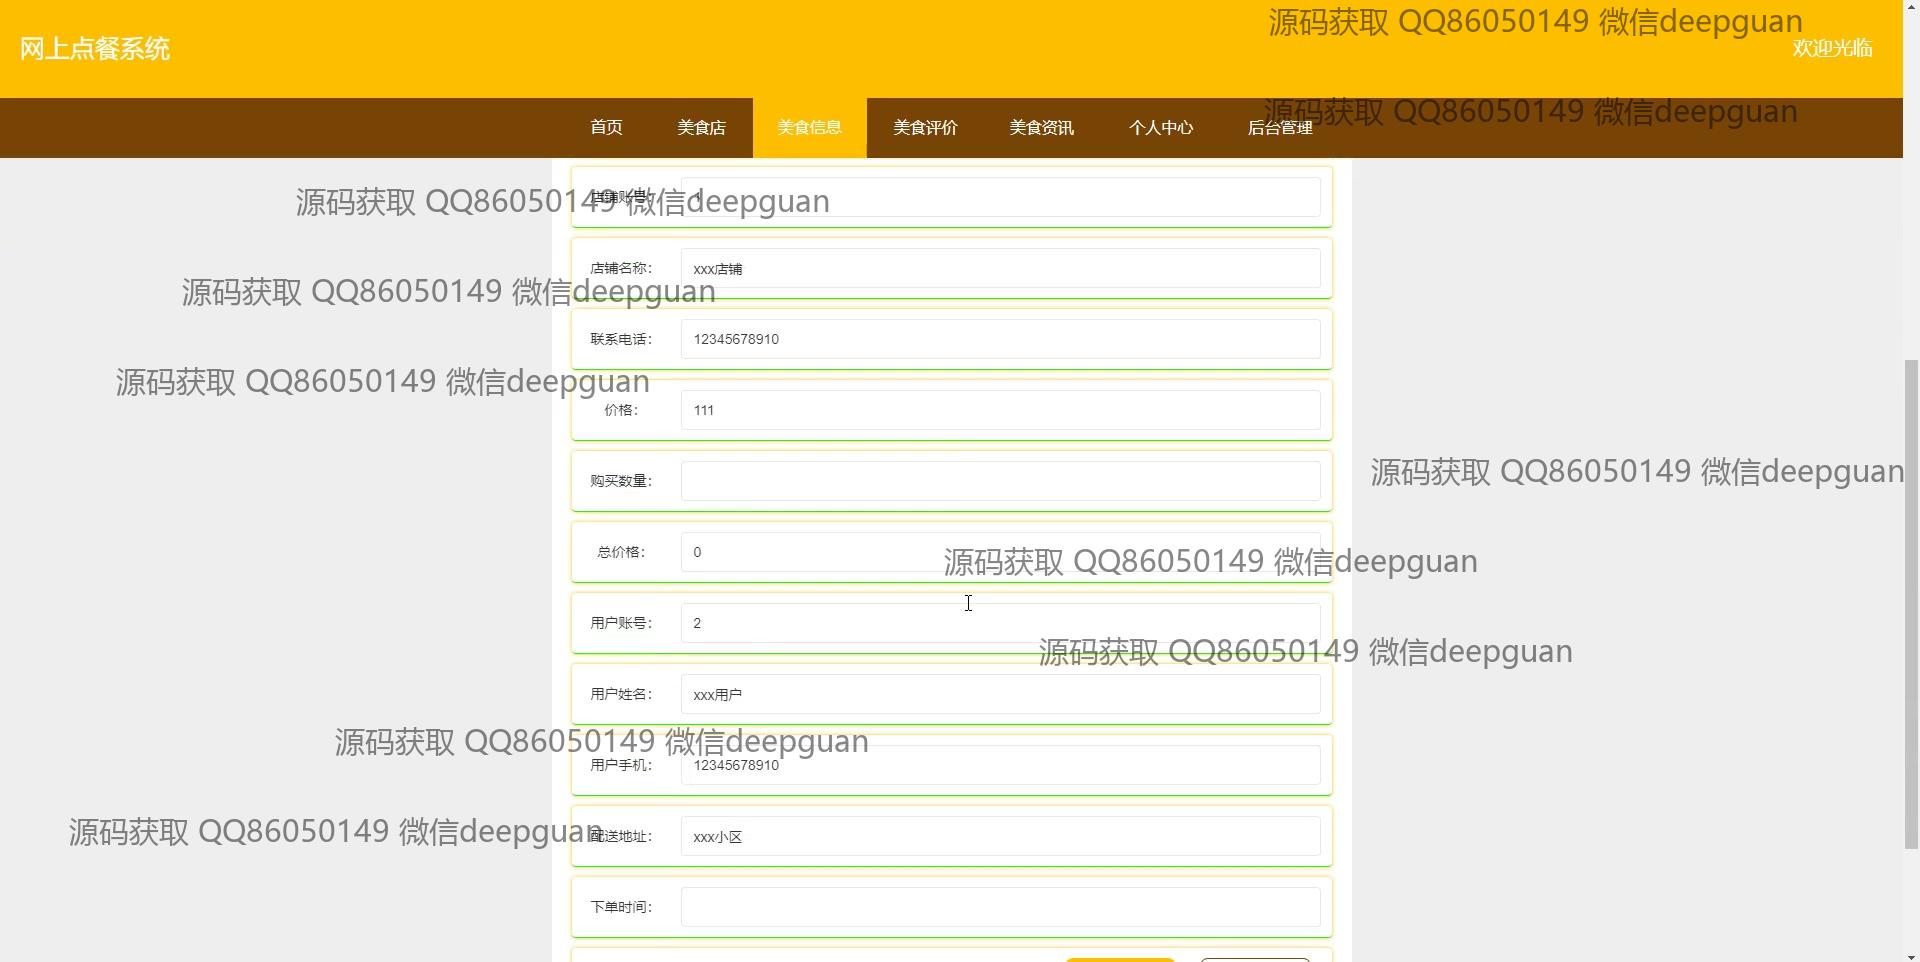 源码获取 QQ86050149 微信deepguan
网上点餐系统
欢迎光临
首页 美食店 美食信息 美食评价 美食资讯 个人中心 后台管理
源码获取 QQ86050149 微信deepguan
店铺账号: 1
源码获取 QQ86050149 微信deepguan
店铺名称: xxx店铺
源码获取 QQ86050149 微信deepguan
联系电话: 12345678910
源码获取 QQ86050149 微信deepguan
价格: 111
购买数量:
源码获取 QQ86050149 微信deepguan
总价格: 0
源码获取 QQ86050149 微信deepguan
用户账号: 2
源码获取 QQ86050149 微信deepguan
用户姓名: xxx用户
源码获取 QQ86050149 微信deepguan
用户手机: 12345678910
源码获取 QQ86050149 微信deepguan
配送地址: xxx小区
下单时间: